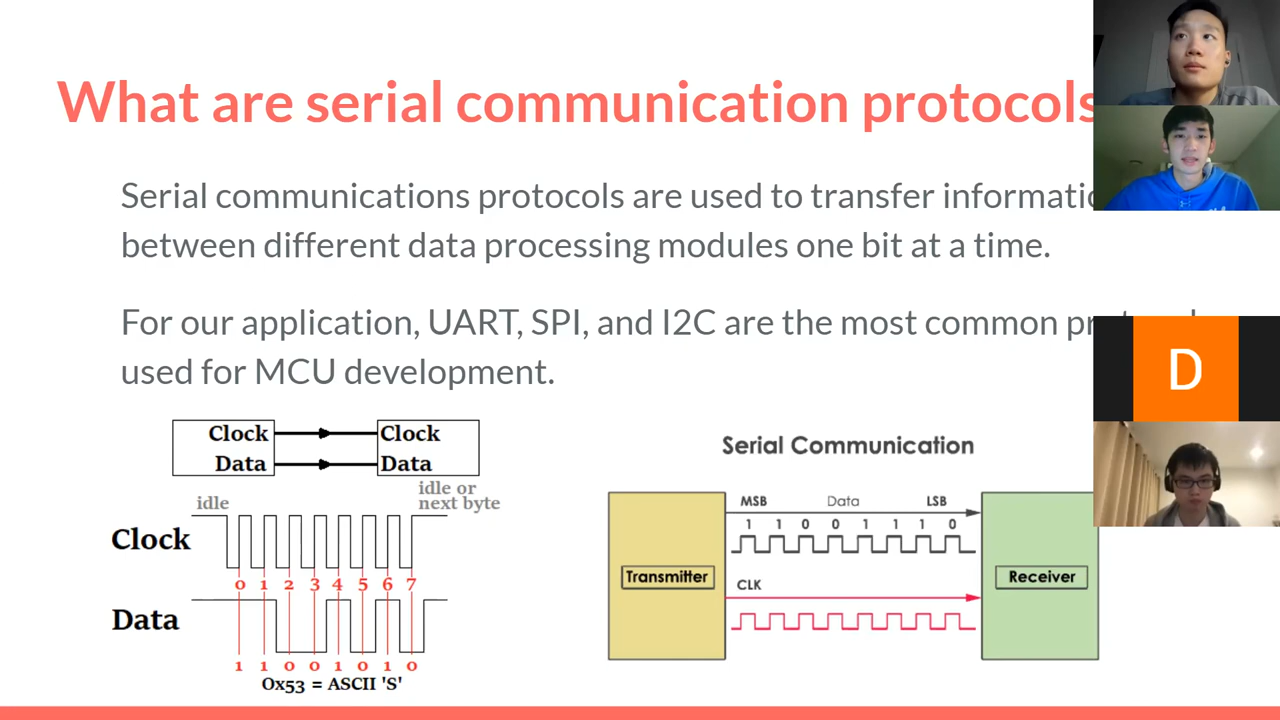 What are serial communication protocols
Serial communications protocols are used to transfer
between different data processing modules one bit at a time.
For our application, UART, SPI, and I2C are the most common
used for MCU development.
Clock Clock
Data Data
idle
idle or
next byte
Clock
0 1 2 3 4 5 6 7
Data
1 1 0 0 1 0 1 0
0x53 = ASCII 'S'
Serial Communication
MSB Data LSB
1 1 0 0 1 1 1 0
Transmitter
Receiver
CLK
D